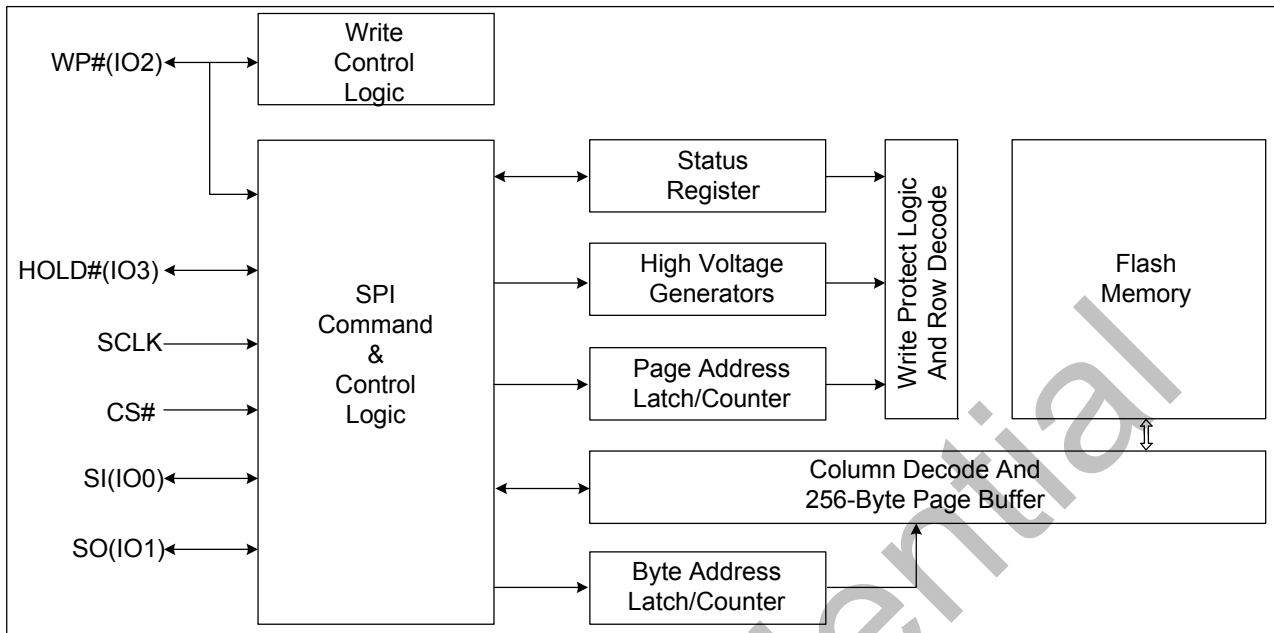 WP#(IO2)
Write
Control
Logic
HOLD#(IO3)
SCLK
CS#
SI(IO0)
SO(IO1)
SPI
Command
&
Control
Logic
Status
Register
High Voltage
Generators
Page Address
Latch/Counter
Write Protect Logic
And Row Decode
Flash
Memory
Column Decode And
256-Byte Page Buffer
Byte Address
Latch/Counter
ential